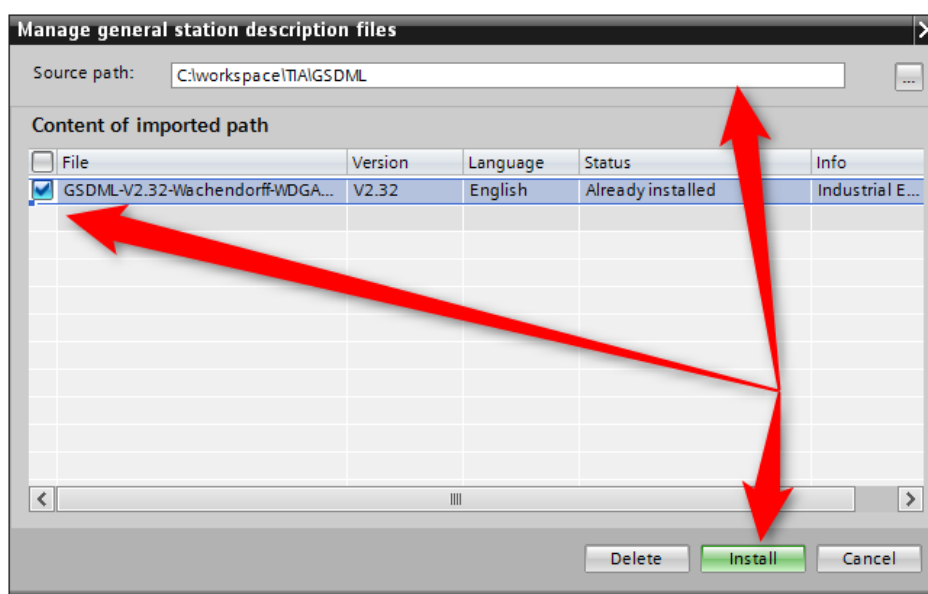 Manage general station description files
Source path: C:\workspace\TIA\GSDML ...
Content of imported path
File Version Language Status Info
GSDML-V2.32-Wachendorff-WDGA... V2.32 English Already installed Industrial E...
Delete Install Cancel